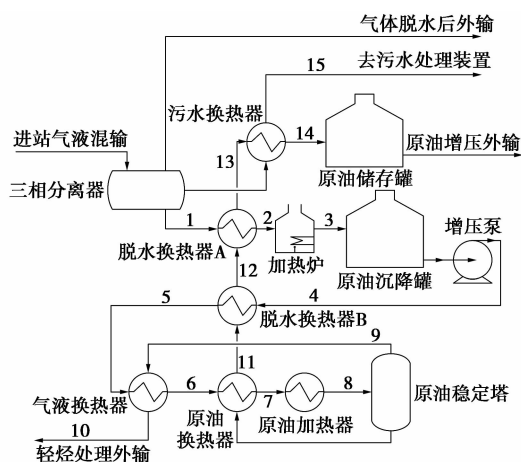 气体脱水后外输
15
去污水处理装置
污水换热器
14
进站气液混输
13
原油增压外输
三相分离器
原油储存罐
1
2
3
增压泵
脱水换热器A
加热炉
原油沉降罐
12
5
4
脱水换热器B
9
11
6
7
8
原油稳定塔
气液换热器
原油
换热器
原油加热器
10
轻烃处理外输